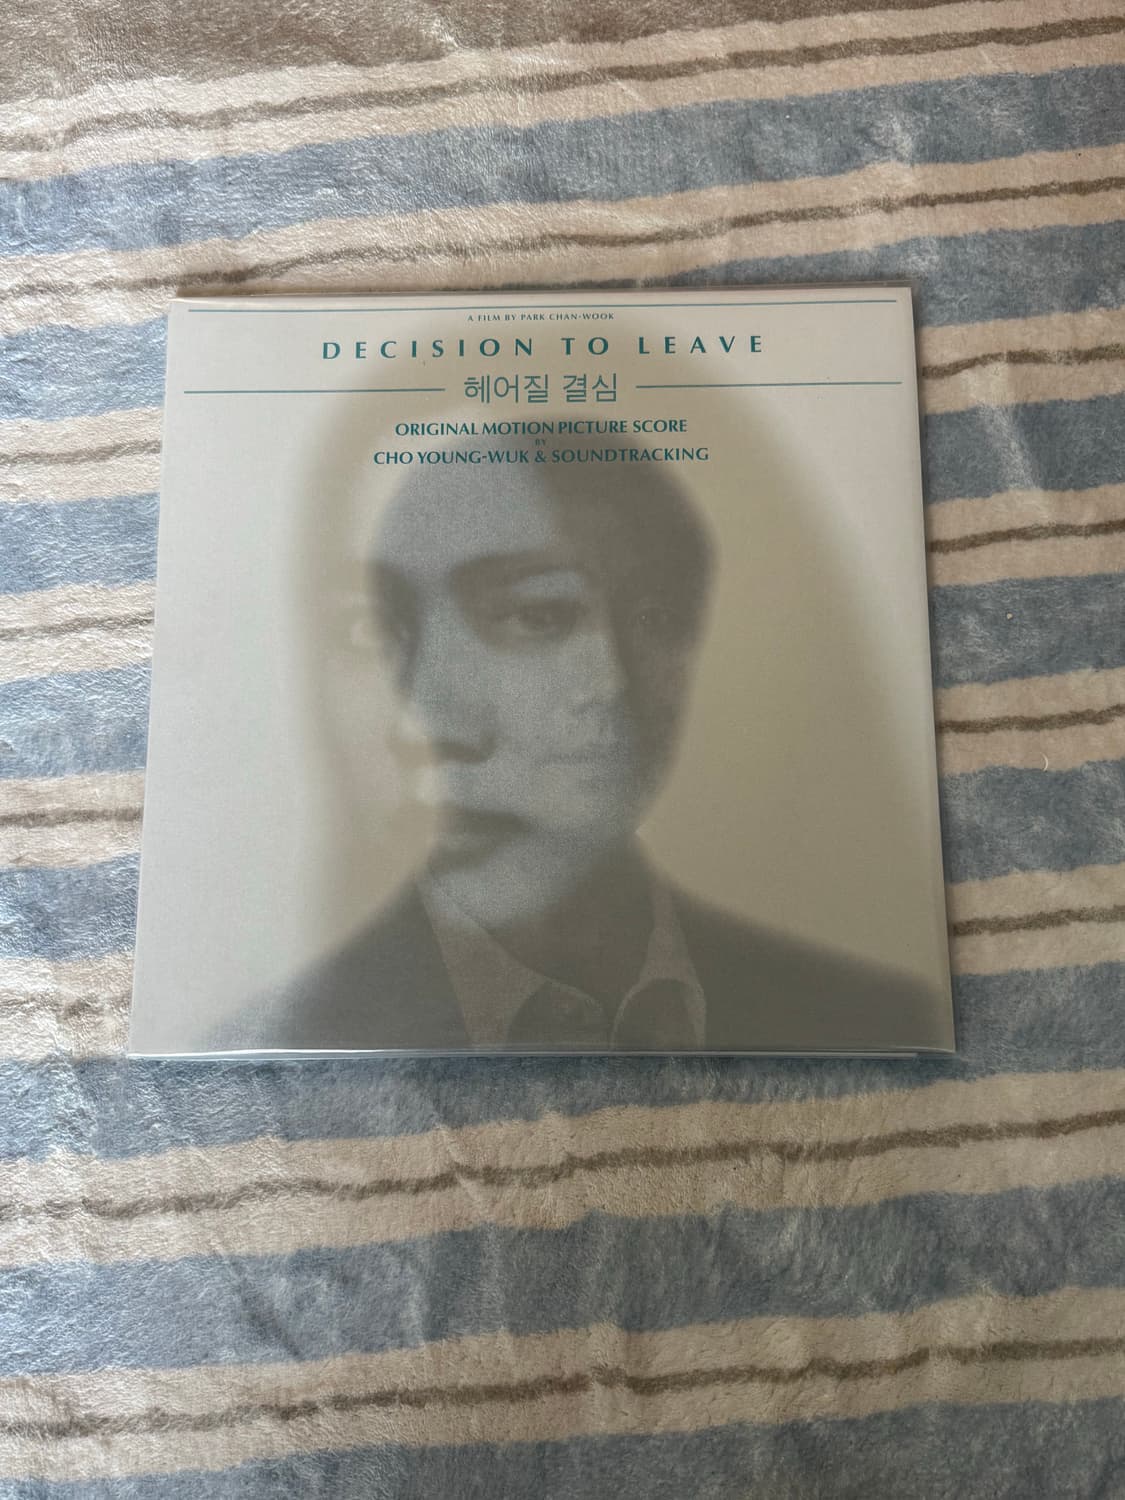 A FILM BY PARK CHAN-WOOK
DECISION TO LEAVE
헤어질 결심
ORIGINAL MOTION PICTURE SCORE
BY
CHO YOUNG-WUK & SOUNDTRACKING